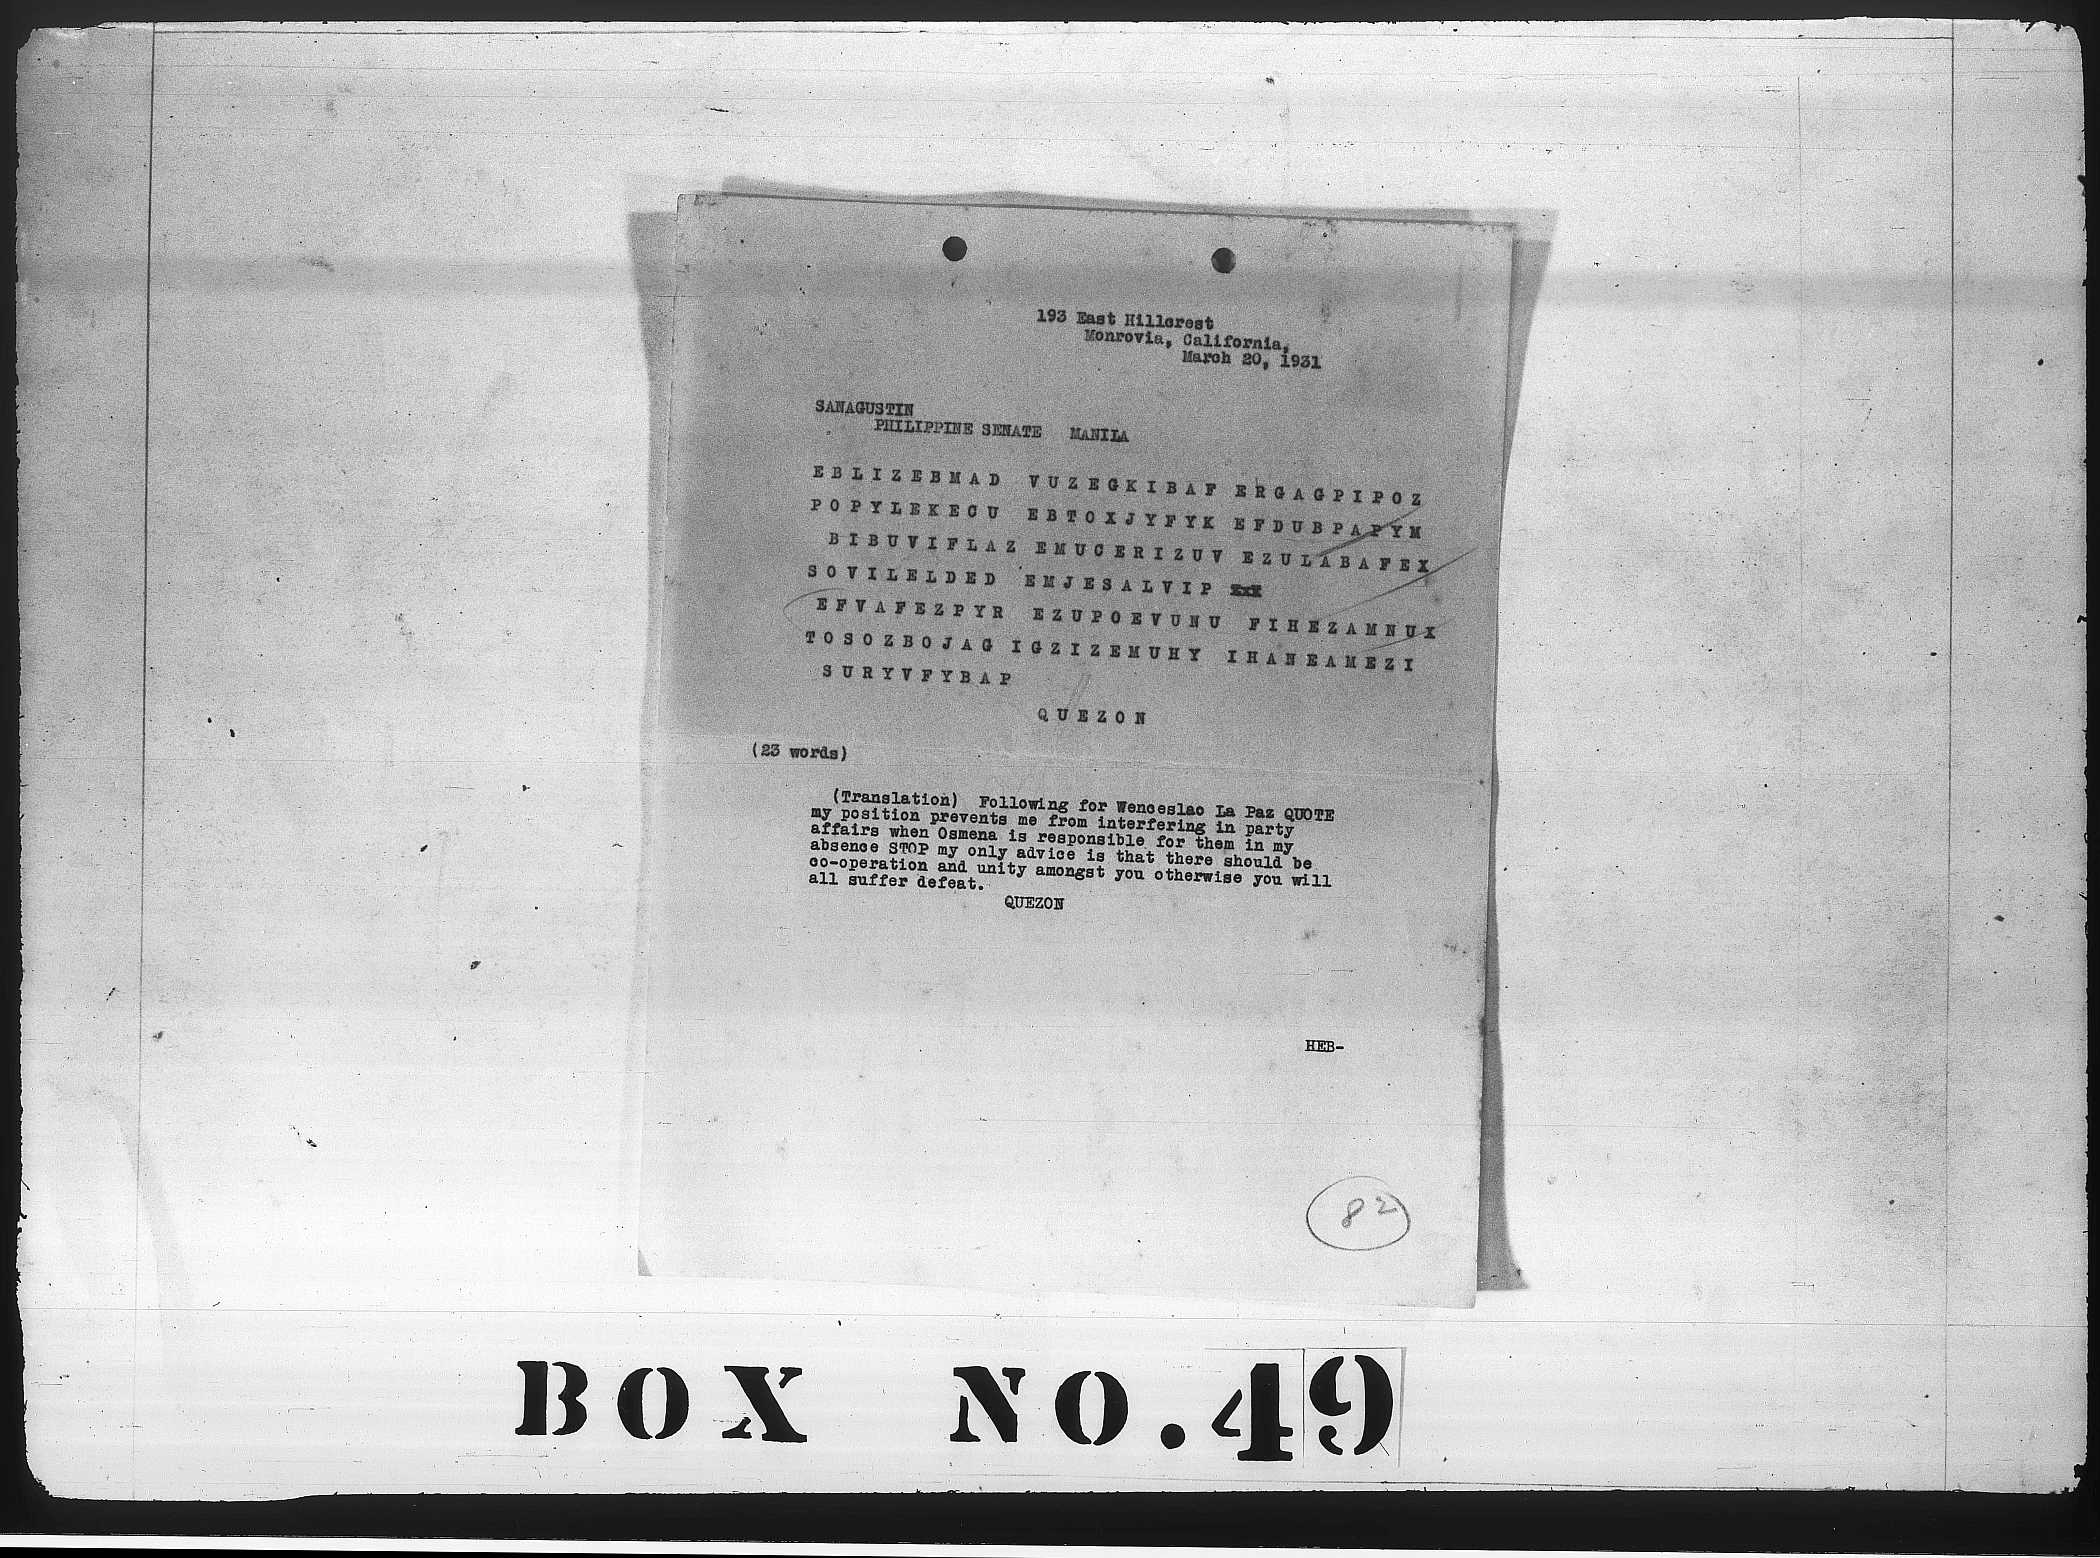 193 East Hillcrest
Monrovia, California,
March 20, 1931
SANAGUSTIN
PHILIPPINE SENATE MANILA
EBLIZEBMAD VUZEGKIBAF ERGAGPIPOZ
POPYLEKECU EBTOXJYFYK EFDUBPAPYM
BIBUVIFLAZ EMUCERIZUV EZULABAFEX
SOVILELDED EMJESALVIP
EFVAFEZPYR EZUPOEVUNU FIHEZAMNUX
TOSOZBOJAG IGZIZEMUHY IHANEAMEZI
SURYVFYBAP
QUEZON
(23 words)
(Translation) Following for Wenceslao La Paz QUOTE
my position prevents me from interfering in party
affairs when Osmena is responsible for them in my
absence STOP my only advice is that there should be
co-operation and unity amongst you otherwise you will
all suffer defeat.
QUEZON
HEB-
82
BOX NO. 49